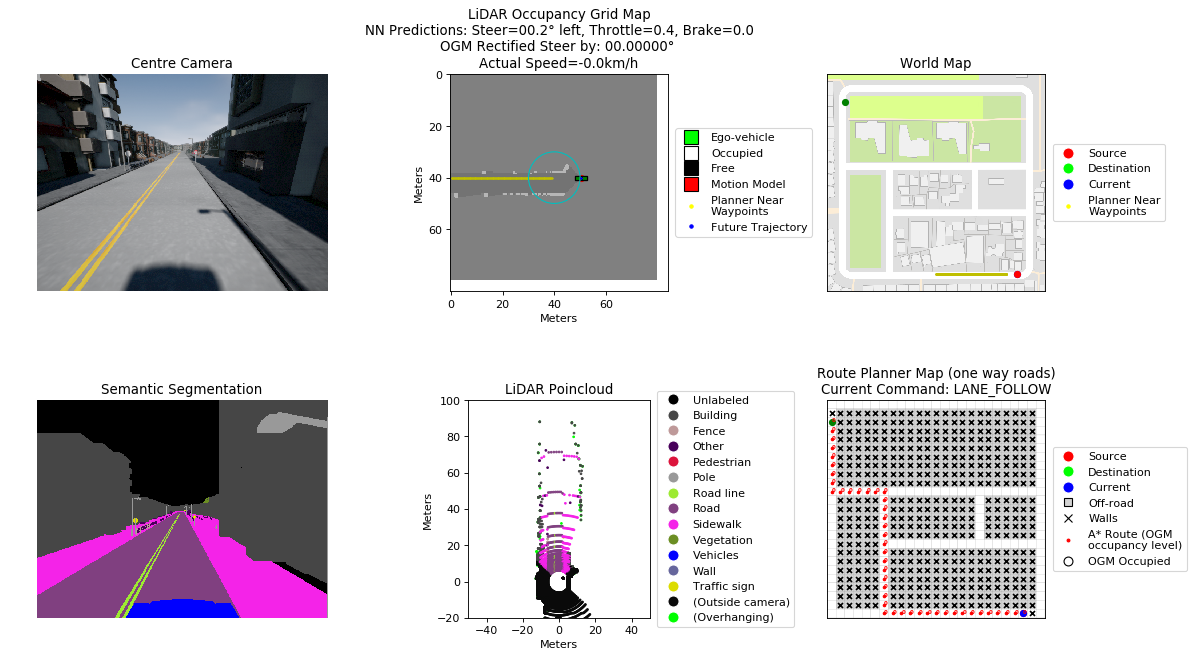 LiDAR Occupancy Grid Map
NN Predictions: Steer=00.2° left, Throttle=0.4, Brake=0.0
OGM Rectified Steer by: 00.00000°
Actual Speed=-0.0km/h
Centre Camera
World Map
0
20
40
60
Meters
0
20
40
60
Meters
Ego-vehicle
Occupied
Free
Motion Model
Planner Near
Waypoints
Future Trajectory
Source
Destination
Current
Planner Near
Waypoints
Semantic Segmentation
LiDAR Poincloud
Route Planner Map (one way roads)
Current Command: LANE_FOLLOW
100
80
60
40
20
0
−20
Meters
−40
−20
0
20
40
Meters
Unlabeled
Building
Fence
Other
Pedestrian
Pole
Road line
Road
Sidewalk
Vegetation
Vehicles
Wall
Traffic sign
(Outside camera)
(Overhanging)
Source
Destination
Current
Off-road
Walls
A* Route (OGM
occupancy level)
OGM Occupied